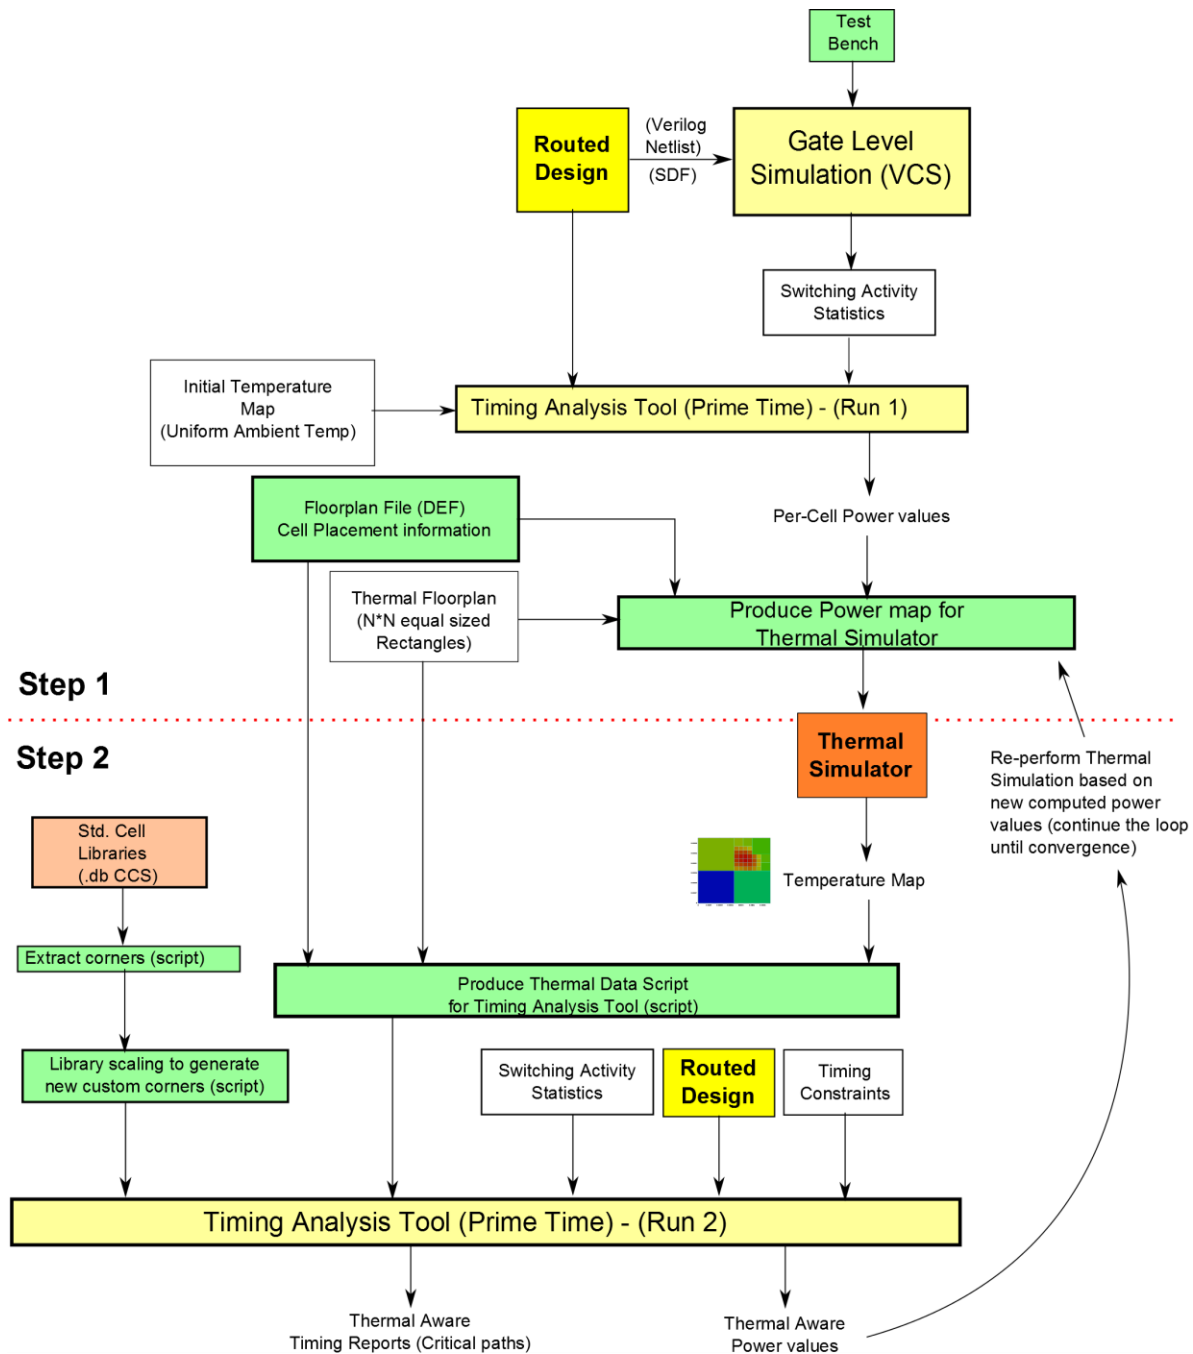 Test
Bench
Routed
Design
(Verilog
Netlist)
(SDF)
Gate Level
Simulation (VCS)
Switching Activity
Statistics
Initial Temperature
Map
(Uniform Ambient Temp)
Timing Analysis Tool (Prime Time) - (Run 1)
Floorplan File (DEF)
Cell Placement information
Per-Cell Power values
Thermal Floorplan
(N*N equal sized
Rectangles)
Produce Power map for
Thermal Simulator
Step 1
Step 2
Thermal
Simulator
Re-perform Thermal
Simulation based on
new computed power
values (continue the loop
until convergence)
Std. Cell
Libraries
(.db CCS)
Temperature Map
Extract corners (script)
Produce Thermal Data Script
for Timing Analysis Tool (script)
Library scaling to generate
new custom corners (script)
Switching Activity
Statistics
Routed
Design
Timing
Constraints
Timing Analysis Tool (Prime Time) - (Run 2)
Thermal Aware
Timing Reports (Critical paths)
Thermal Aware
Power values